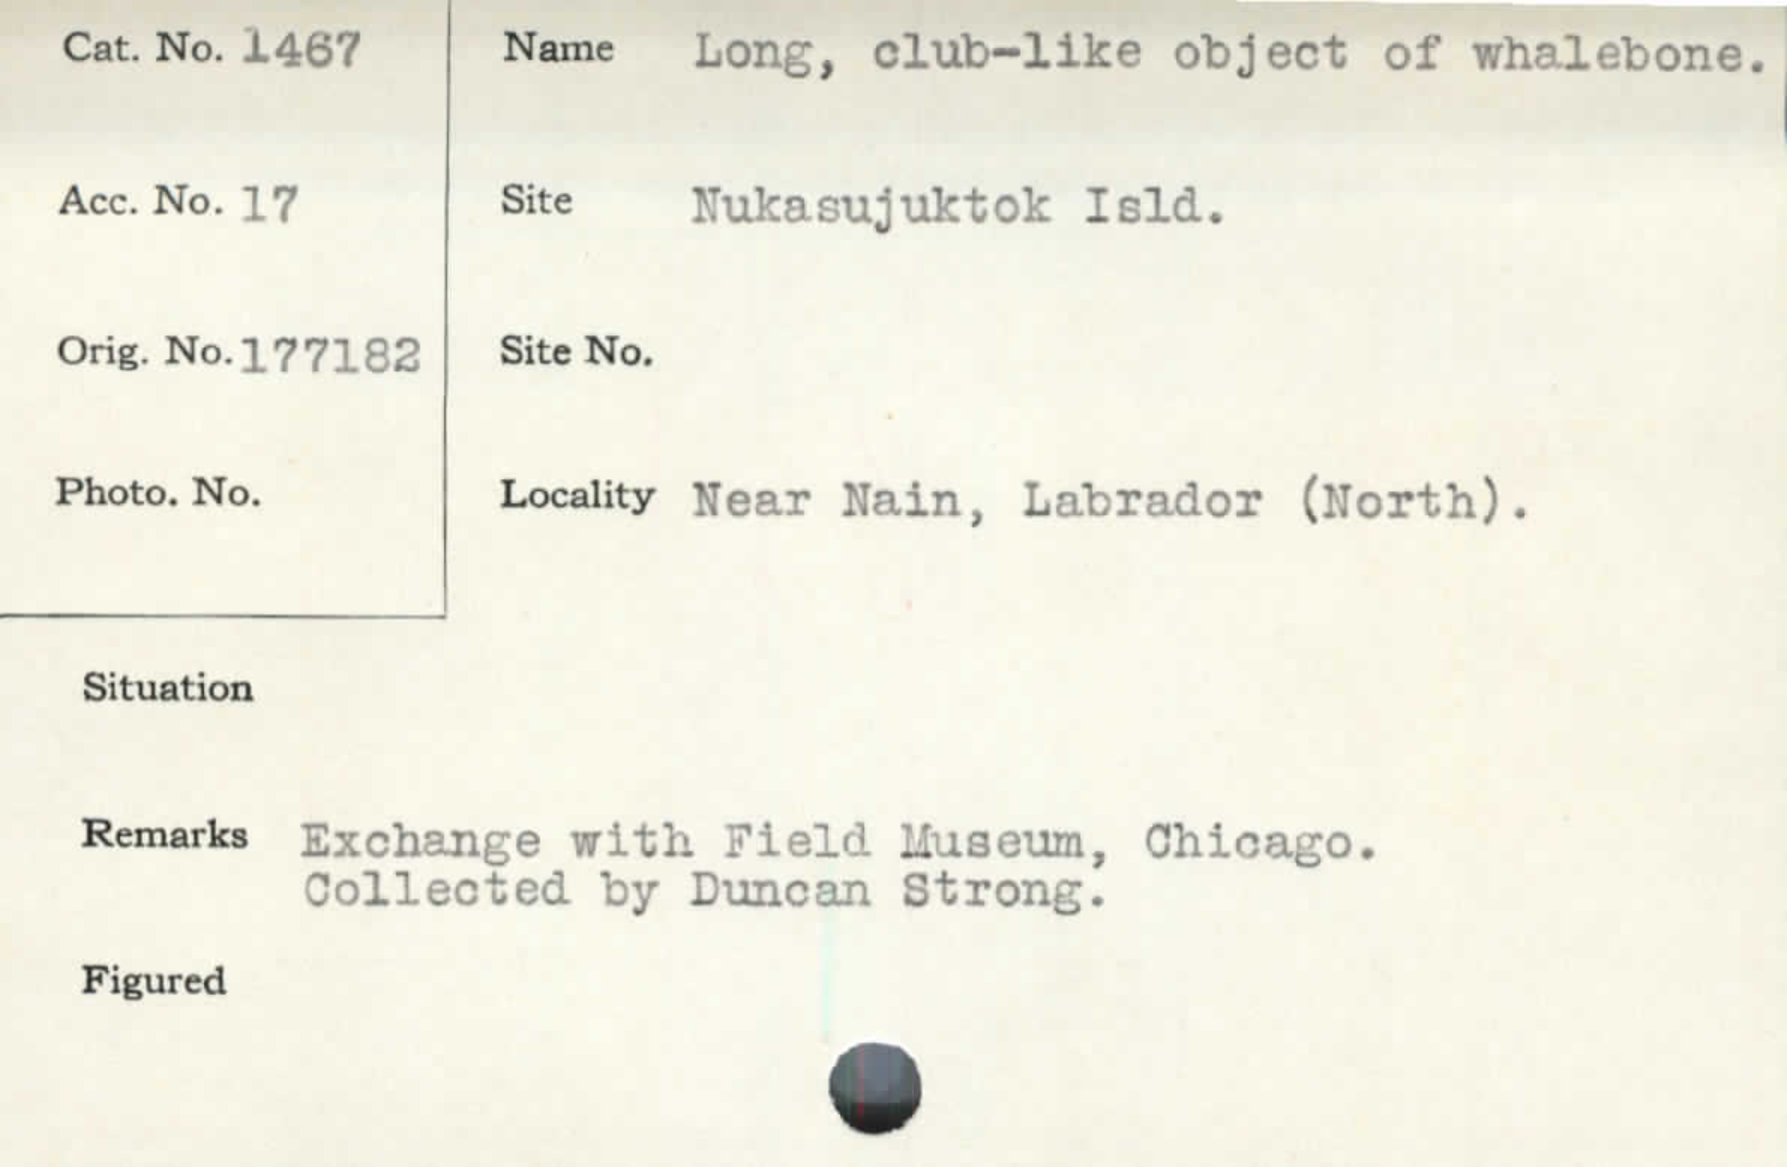 Cat. No. 1467
Name Long, club-like object of whalebone.
Acc. No. 17
Site Nukasujuktok Isld.
Orig. No. 177182
Site No.
Photo. No.
Locality Near Nain, Labrador (North).
Situation
Remarks Exchange with Field Museum, Chicago.
Collected by Duncan Strong.
Figured